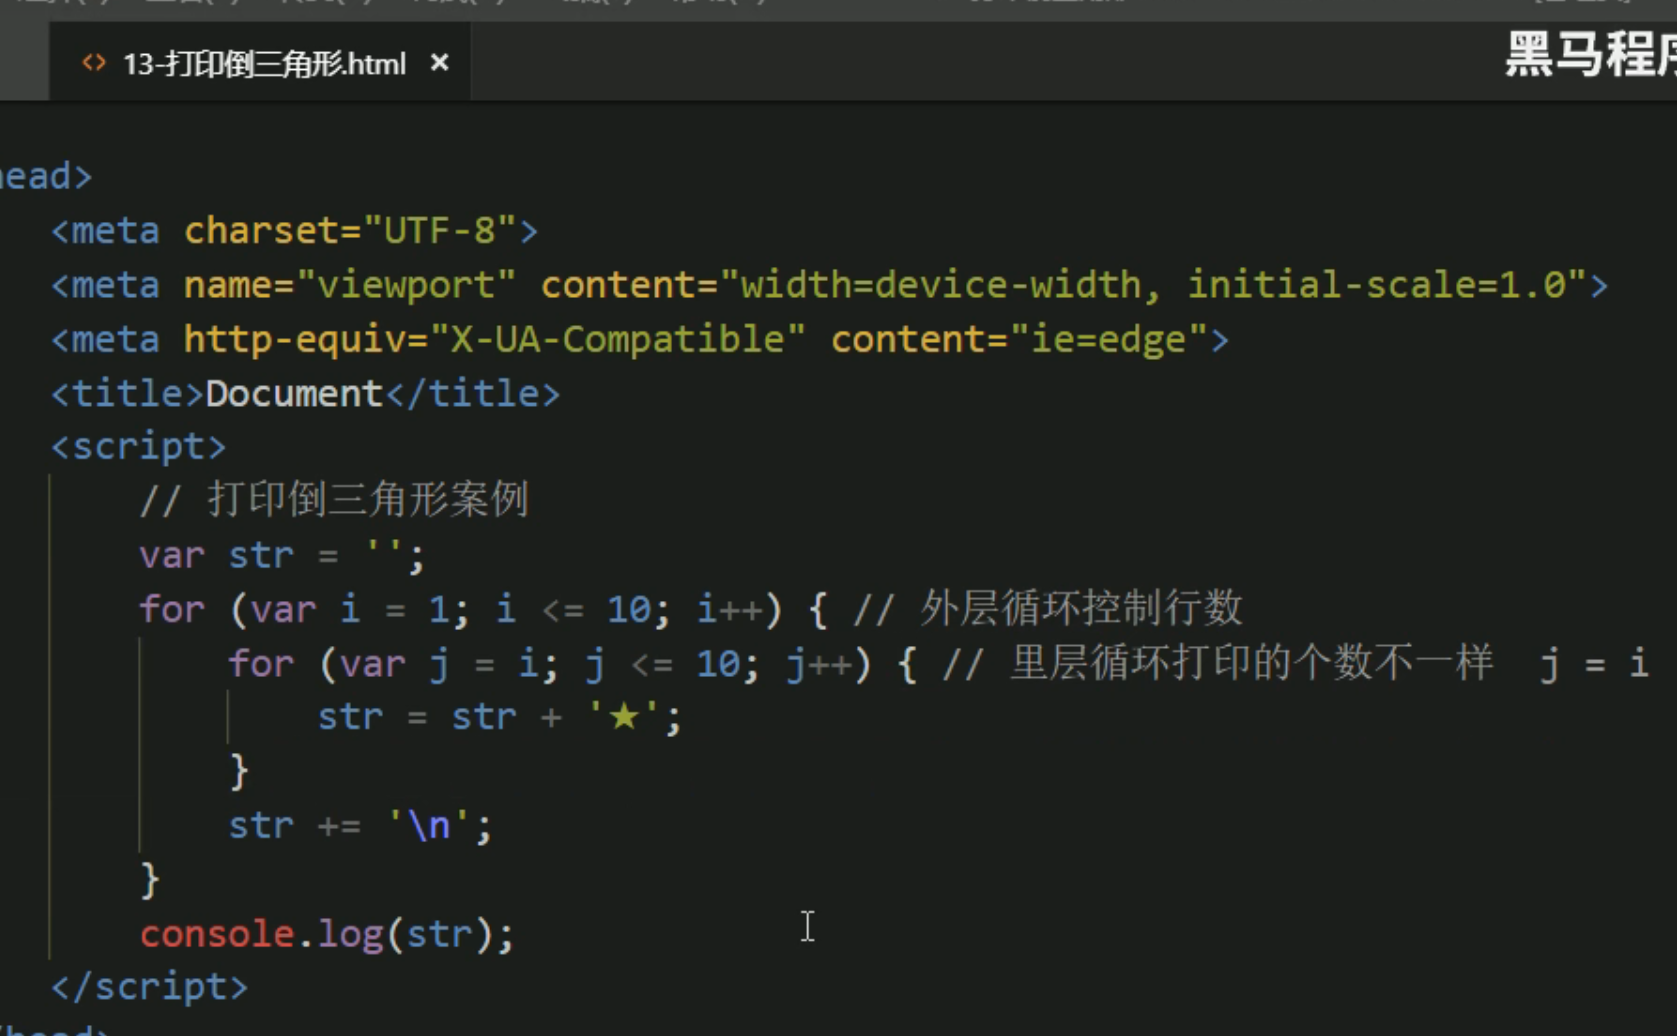 13-打印倒三角形.html ×
黑马程序
head>
<meta charset="UTF-8">
<meta name="viewport" content="width=device-width, initial-scale=1.0">
<meta http-equiv="X-UA-Compatible" content="ie=edge">
<title>Document</title>
<script>
// 打印倒三角形案例
var str = '';
for (var i = 1; i <= 10; i++) { // 外层循环控制行数
for (var j = i; j <= 10; j++) { // 里层循环打印的个数不一样 j = i
str = str + '★';
}
str += '\n';
}
console.log(str);
</script>
</head>